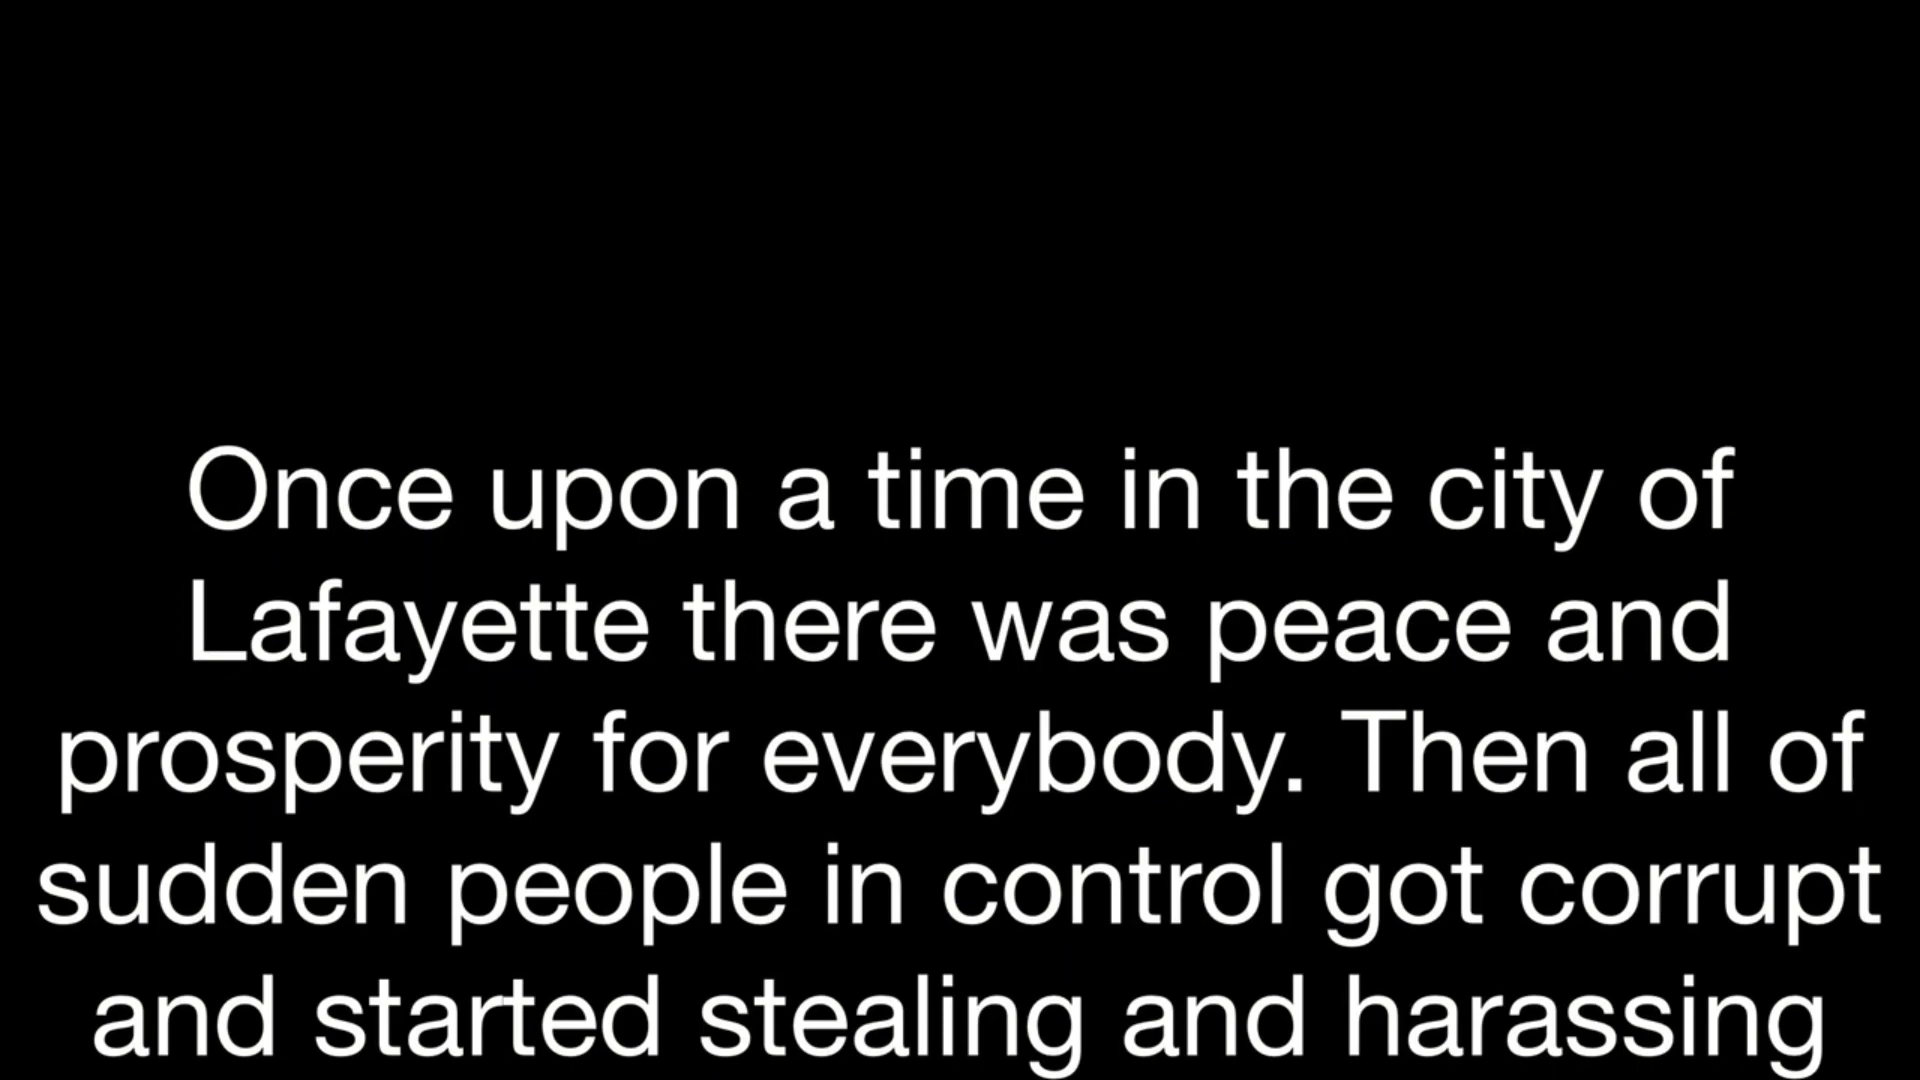 Once upon a time in the city of
Lafayette there was peace and
prosperity for everybody. Then all of
sudden people in control got corrupt
and started stealing and harassing